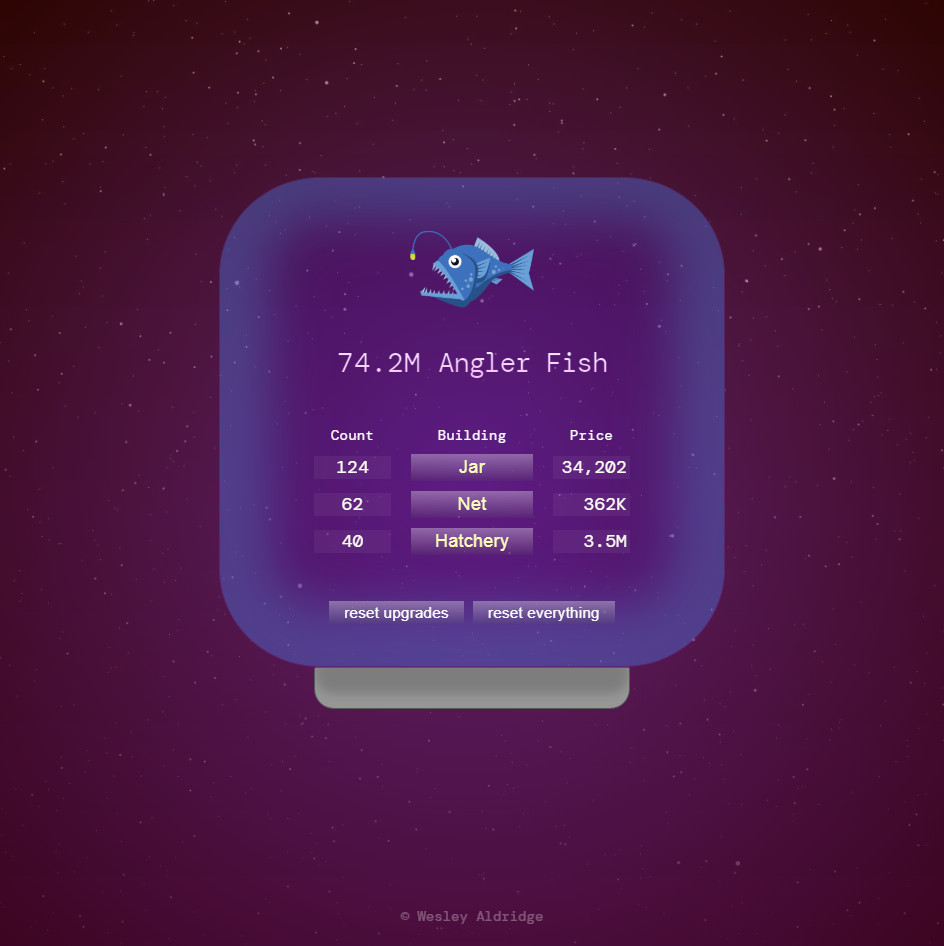 74.2M Angler Fish
Count Building Price
124 Jar 34,202
62 Net 362K
40 Hatchery 3.5M
reset upgrades reset everything
© Wesley Aldridge